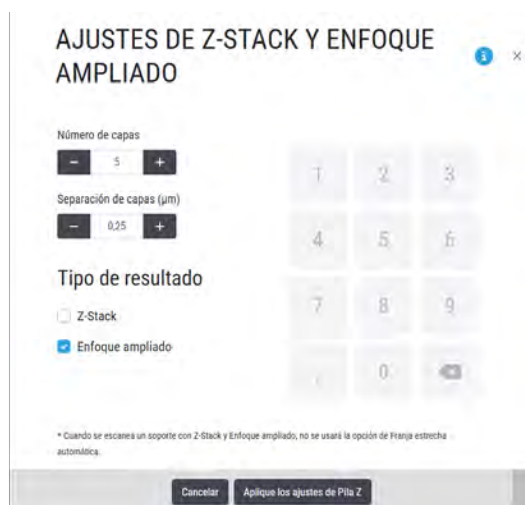 AJUSTES DE Z-STACK Y ENFOQUE
AMPLIADO
Número de capas
5
Separación de capas (µm)
0,25
Tipo de resultado
Z-Stack
Enfoque ampliado
1 2 3
4 5 6
7 8 9
, 0
* Cuando se escanea un soporte con Z-Stack y Enfoque ampliado, no se usará la opción de Franja estrecha
automática.
Cancelar Aplique los ajustes de Pila Z